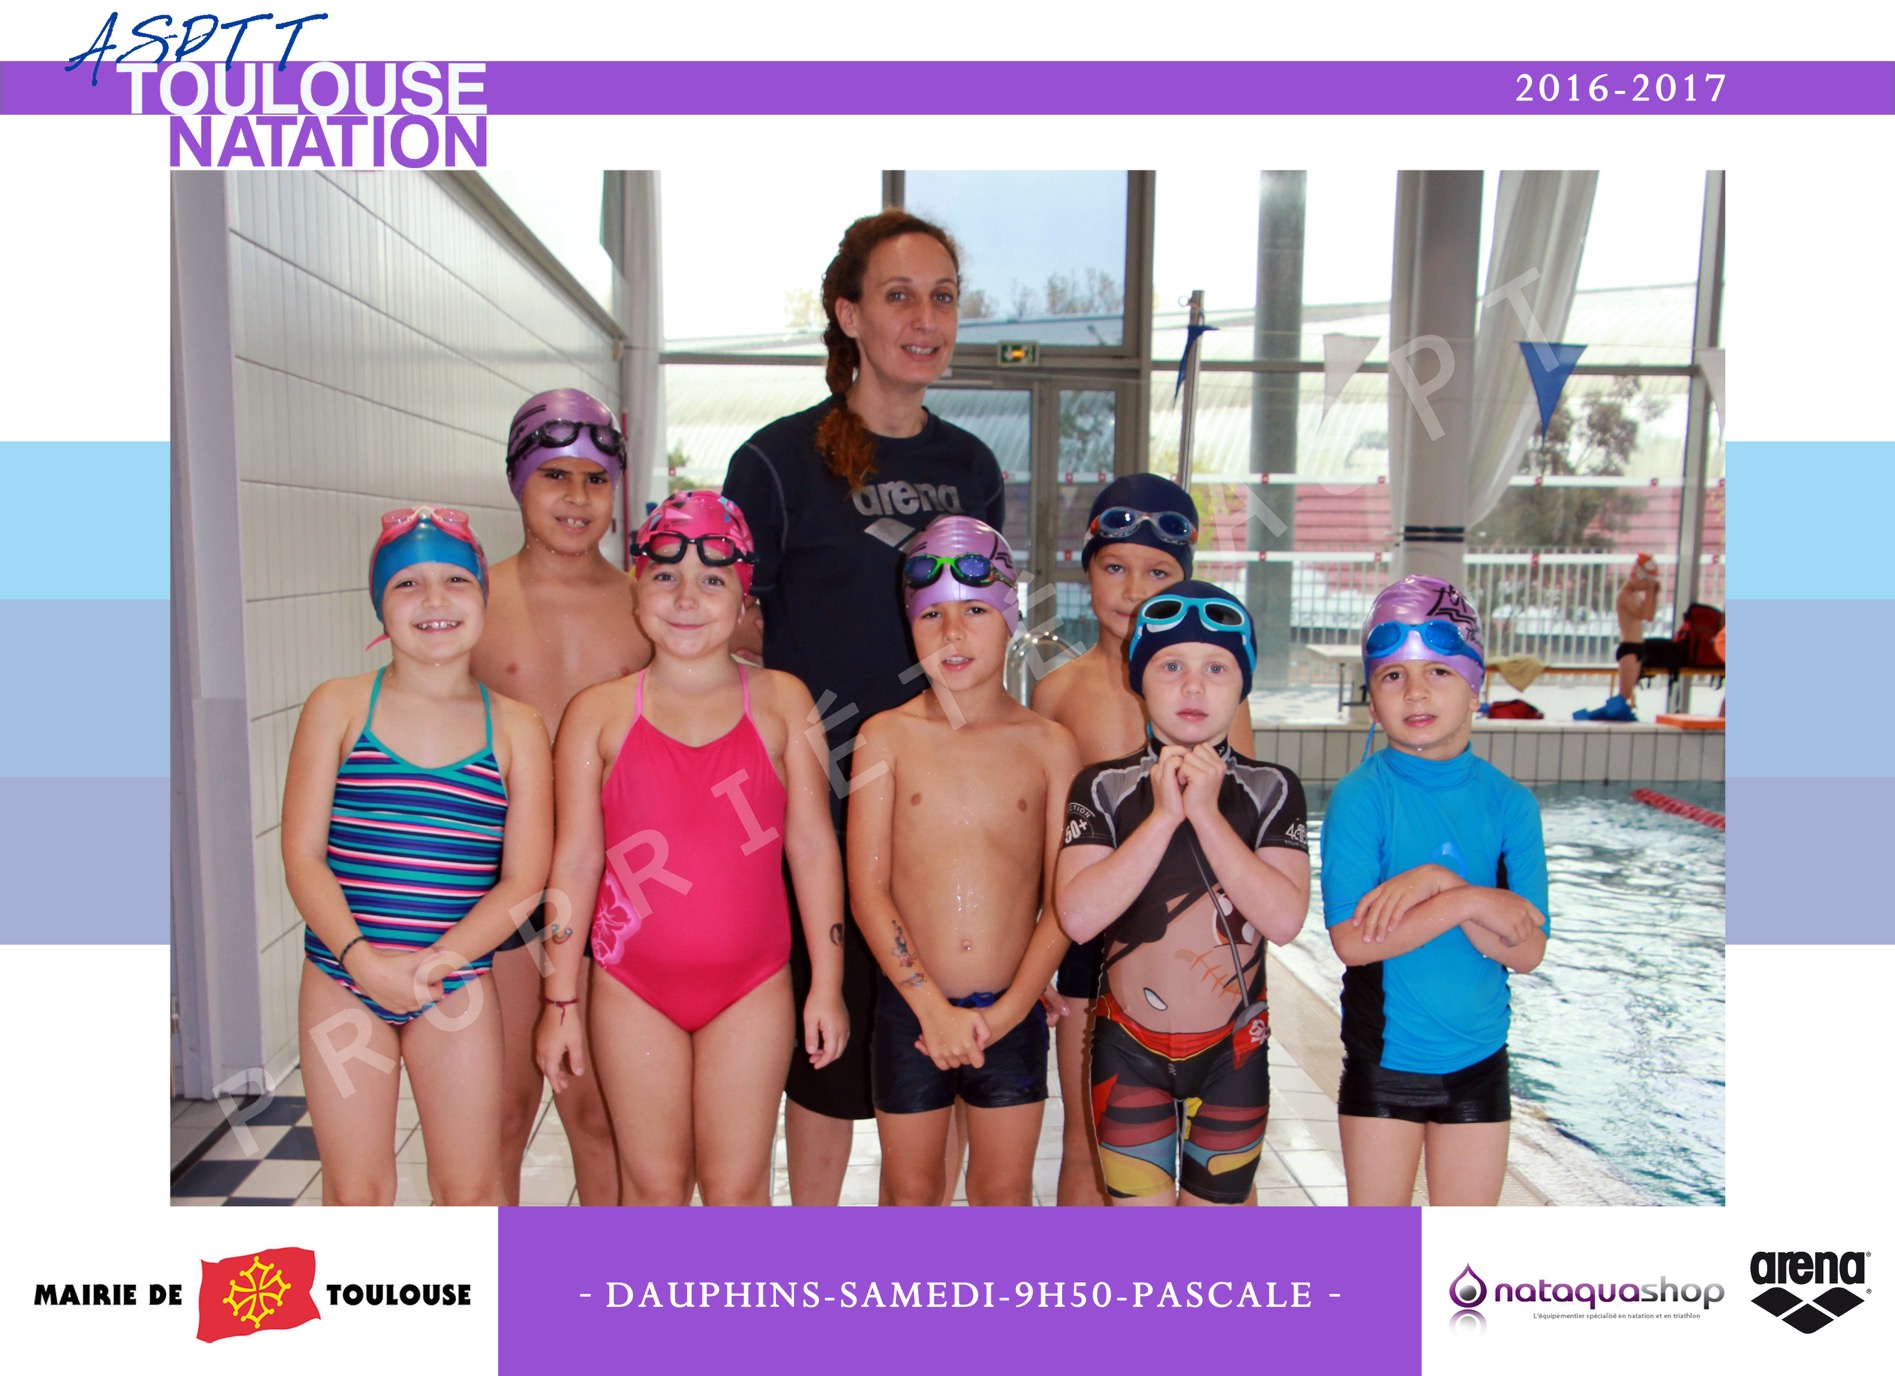 ASPTT
TOULOUSE
NATATION
2016-2017
arena
PROPRIÉTÉ ASPTT
50+
MAIRIE DE TOULOUSE
- DAUPHINS-SAMEDI-9H50-PASCALE -
nataquashop
L'équipementier spécialisé en natation et en triathlon
arena